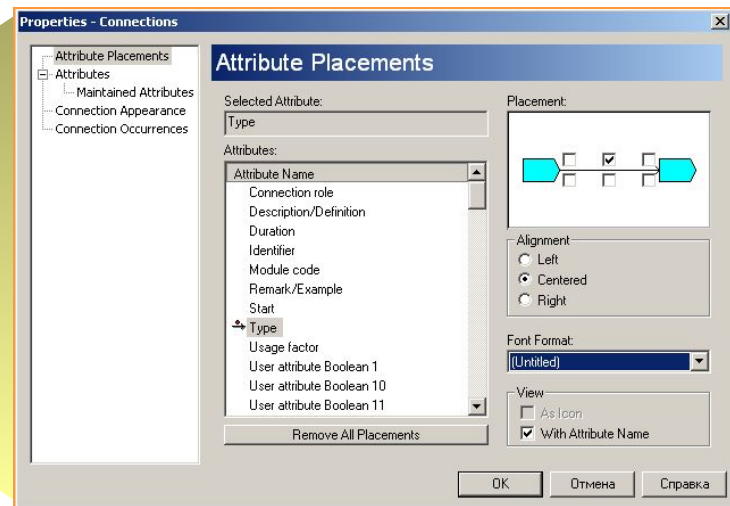 Properties - Connections
Attribute Placements
Attributes
Maintained Attributes
Connection Appearance
Connection Occurrences
Attribute Placements
Selected Attribute:
Type
Attributes:
Attribute Name
Connection role
Description/Definition
Duration
Identifier
Module code
Remark/Example
Start
Type
Usage factor
User attribute Boolean 1
User attribute Boolean 10
User attribute Boolean 11
Remove All Placements
Placement:
Alignment
Left
Centered
Right
Font Format:
(Untitled)
View
As Icon
With Attribute Name
OK
Отмена
Справка